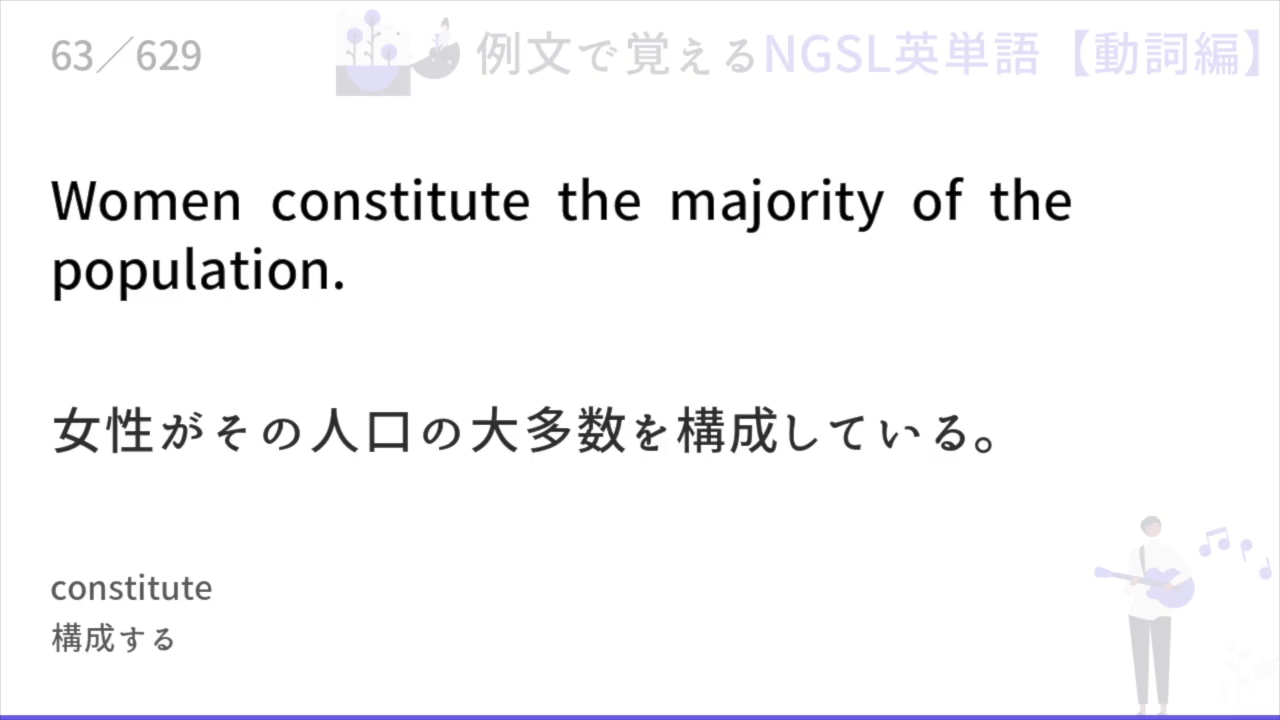 63／629
例文で覚えるNGSL英単語【動詞編】
Women constitute the majority of the
population.
女性がその人口の大多数を構成している。
constitute
構成する